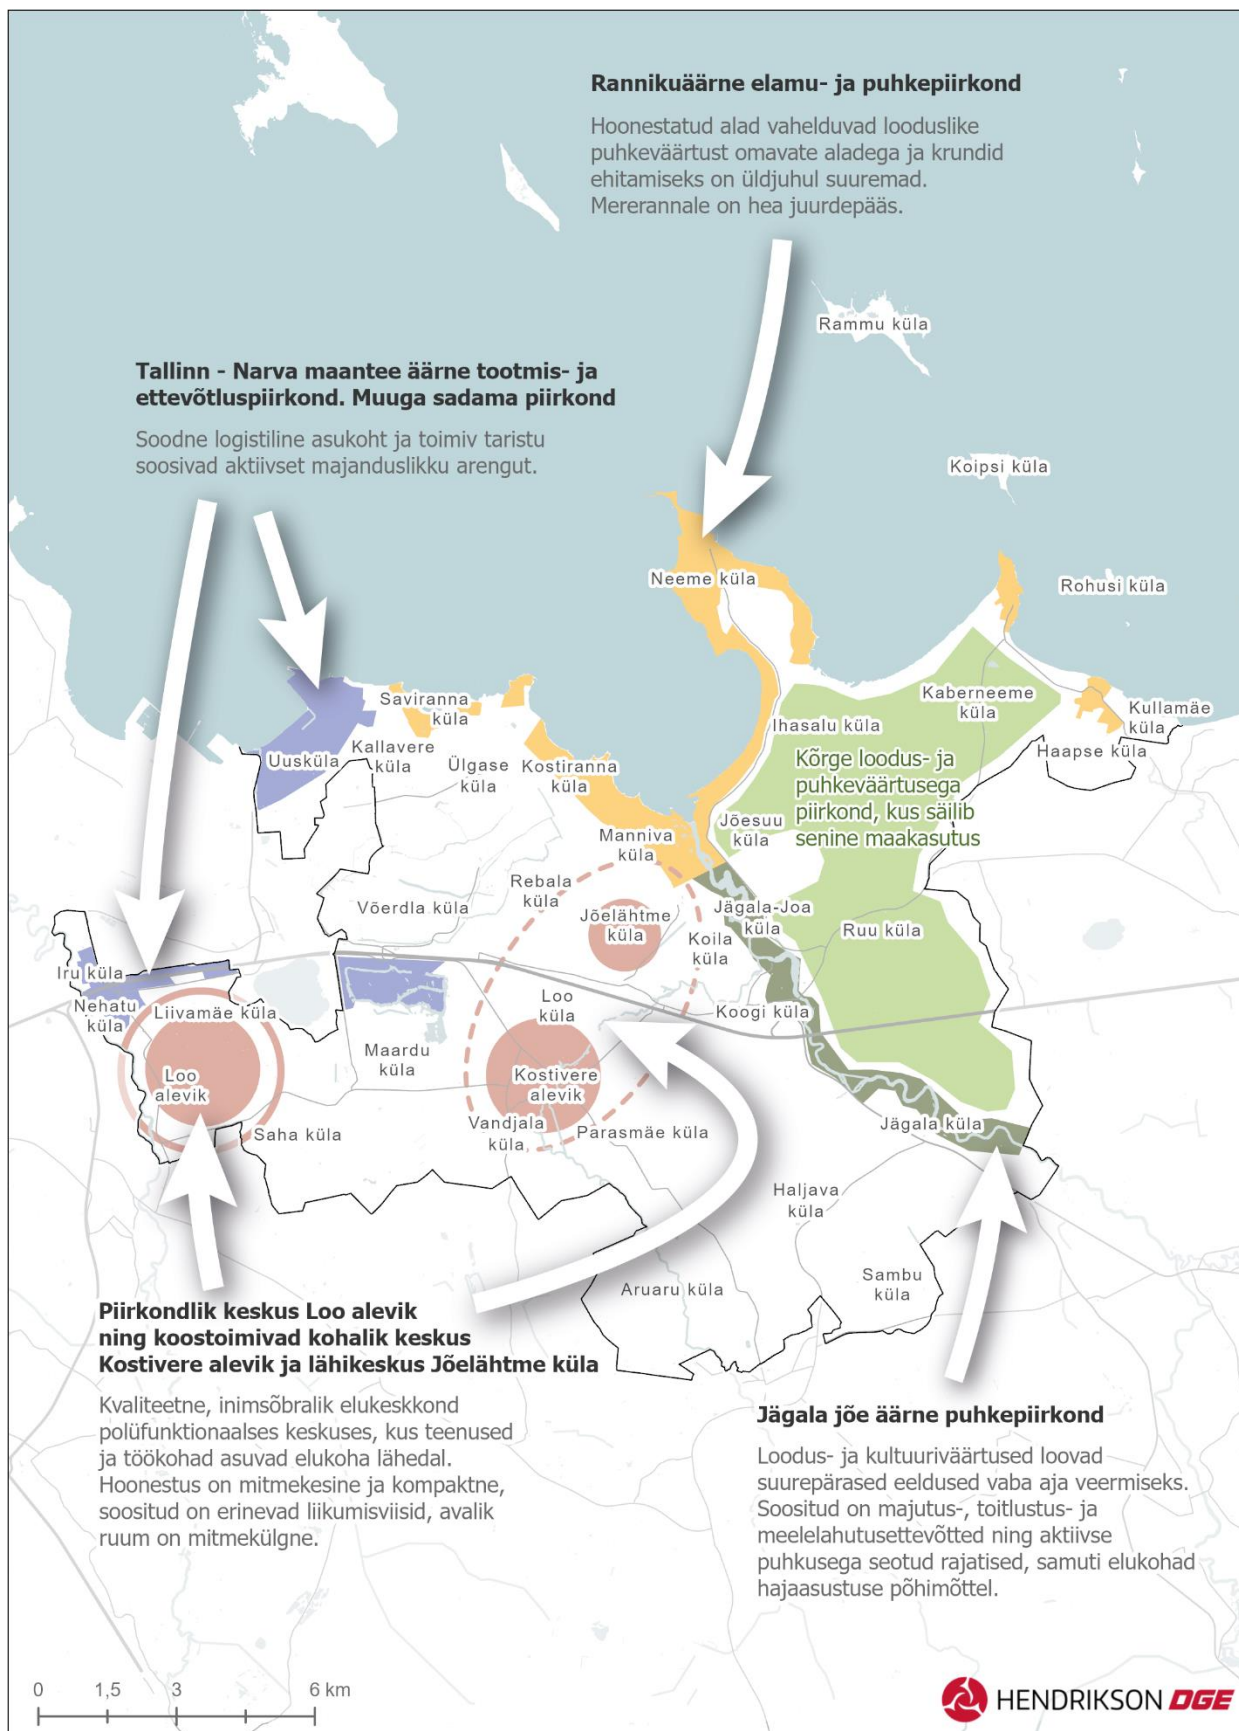 Rannikuäärne elamu- ja puhkepiirkond
Hoonestatud alad vahelduvad looduslike
puhkeväärtust omavate aladega ja krundid
ehitamiseks on üldjuhul suuremad.
Mererannale on hea juurdepääs.
Rammu küla
Tallinn - Narva maantee äärne tootmis- ja
ettevõtluspiirkond. Muuga sadama piirkond
Soodne logistiline asukoht ja toimiv taristu
soosivad aktiivset majanduslikku arengut.
Koipsi küla
Neeme küla
Rohusi küla
Saviranna
küla
Kaberneeme
küla
Kullamäe
küla
Ihasalu küla
Haapse küla
Uusküla
Kallavere
küla
Ülgase
küla
Kostiranna
küla
Kõrge loodus- ja
puhkeväärtusega
piirkond, kus säilib
senine maakasutus
Jõesuu
küla
Manniva
küla
Rebala
küla
Võerdla küla
Jõelähtme
küla
Jägala-Joa
küla
Koila
küla
Ruu küla
Iru küla
Nehatu
küla
Liivamäe küla
Loo
küla
Koogi küla
Maardu
küla
Loo
alevik
Kostivere
alevik
Vandjala
küla
Parasmäe küla
Saha küla
Jägala küla
Haljava
küla
Aruaru küla
Sambu
küla
Piirkondlik keskus Loo alevik
ning koostoimivad kohalik keskus
Kostivere alevik ja lähikeskus Jõelähtme küla
Kvaliteetne, inimsõbralik elukeskkond
polüfunktionaalses keskuses, kus teenused
ja töökohad asuvad elukoha lähedal.
Hoonestus on mitmekesine ja kompaktne,
soositud on erinevad liikumisviisid, avalik
ruum on mitmekülgne.
Jägala jõe äärne puhkepiirkond
Loodus- ja kultuuriväärtused loovad
suurepärased eeldused vaba aja veermiseks.
Soositud on majutus-, toitlustus- ja
meelelahutusettevõtted ning aktiivse
puhkusega seotud rajatised, samuti elukohad
hajaasustuse põhimõttel.
0 1,5 3 6 km
HENDRIKSON DGE